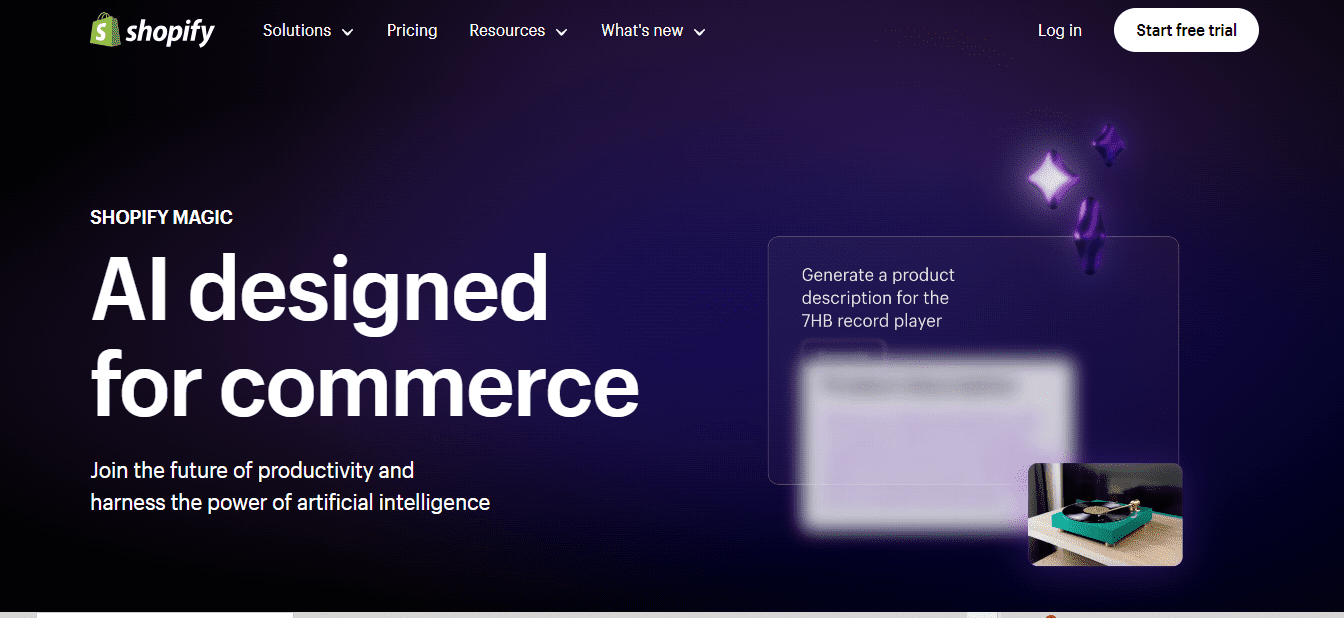 shopify
Solutions
Pricing
Resources
What's new
Log in
Start free trial
SHOPIFY MAGIC
AI designed
for commerce
Join the future of productivity and
harness the power of artificial intelligence
Generate a product
description for the
7HB record player